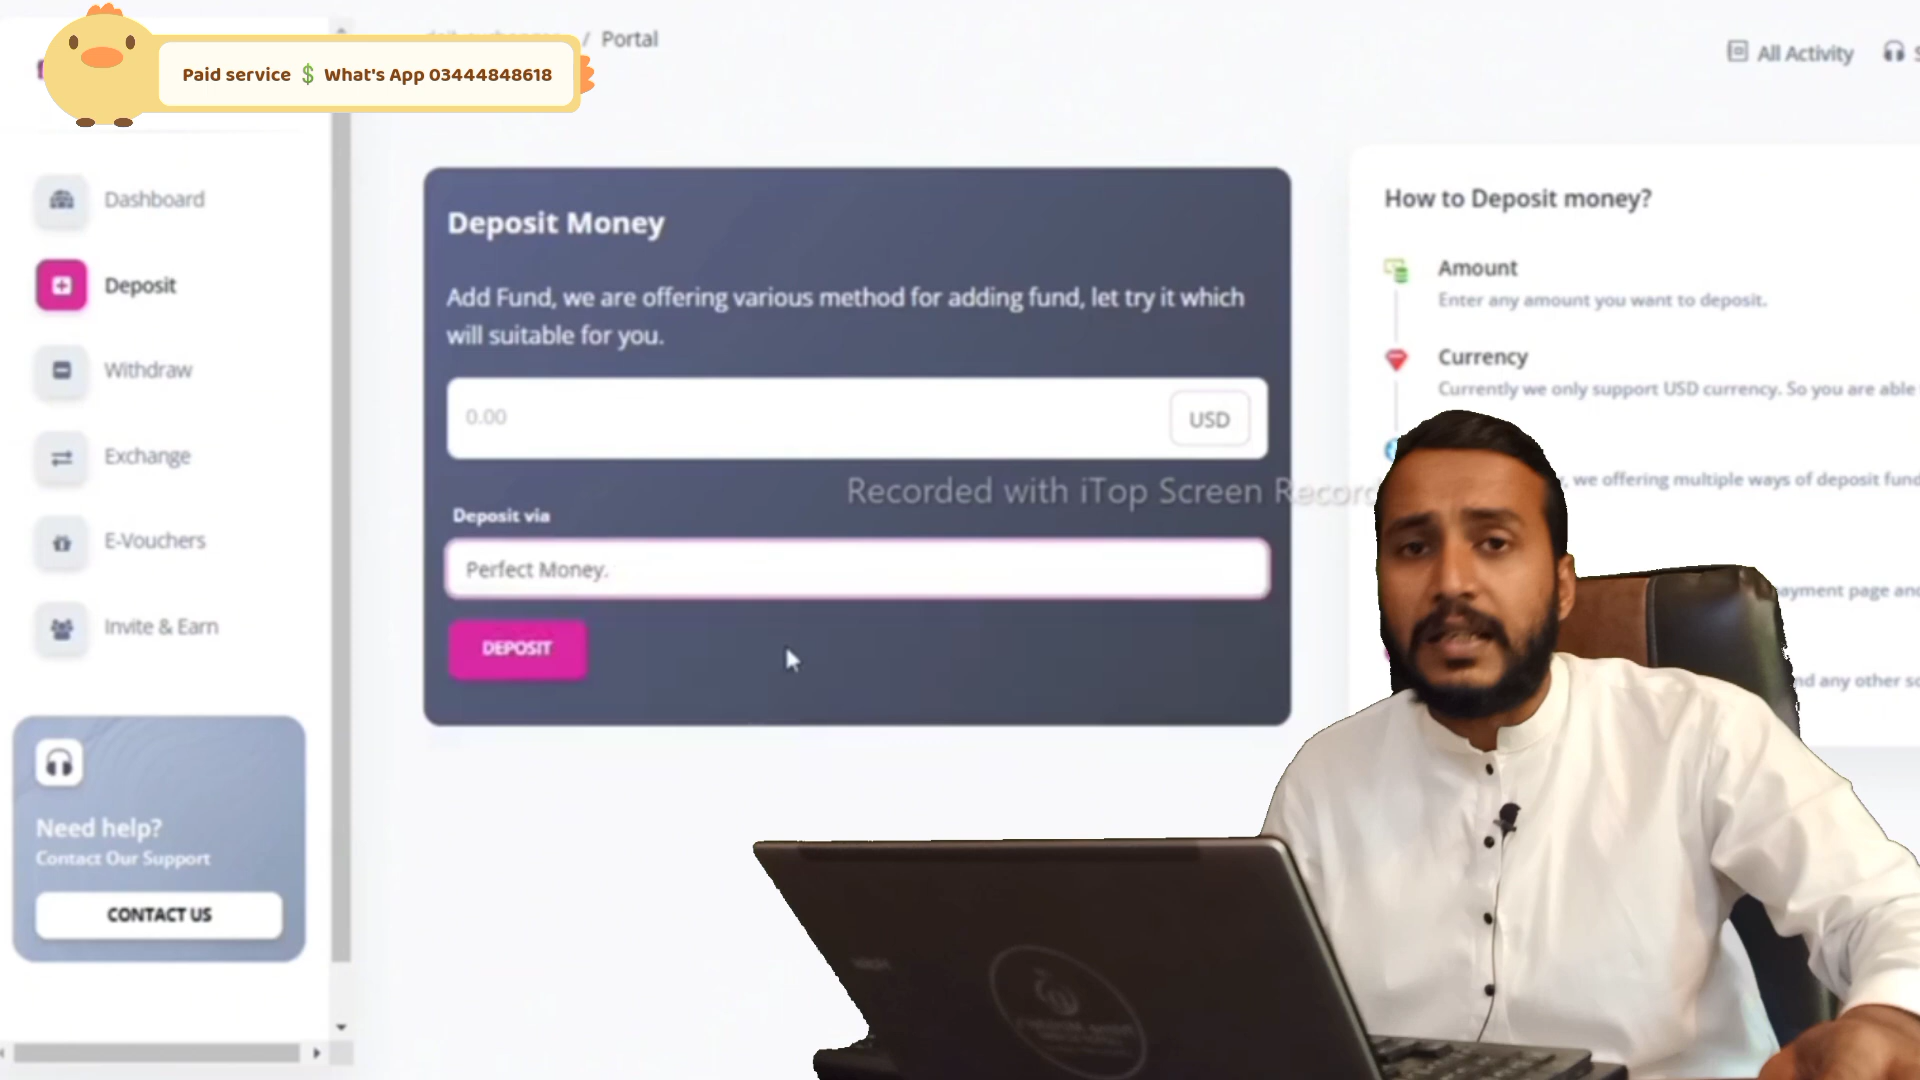 Paid service 💲 What's App 03444848618
/ Portal
All Activity
Dashboard
Deposit
Withdraw
Exchange
E-Vouchers
Invite & Earn
Need help?
Contact Our Support
CONTACT US
Deposit Money
Add Fund, we are offering various method for adding fund, let try it which
will suitable for you.
0.00
USD
Recorded with iTop Screen Record
Deposit via
Perfect Money.
DEPOSIT
How to Deposit money?
Amount
Enter any amount you want to deposit.
Currency
Currently we only support USD currency. So you are able
, we offering multiple ways of deposit fund
payment page and
nd any other